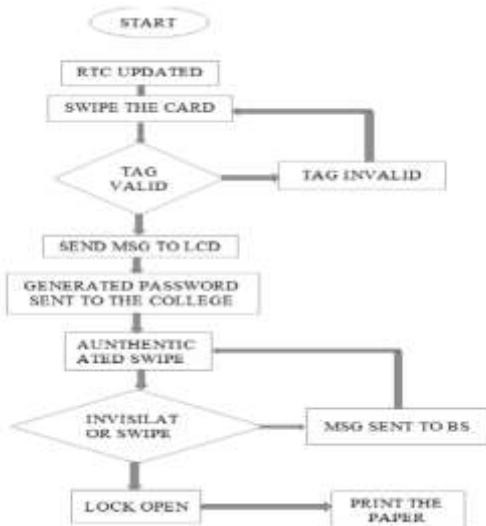 START
RTC UPDATED
SWIPE THE CARD
TAG
VALID
TAG INVALID
SEND MSG TO LCD
GENERATED PASSWORD
SENT TO THE COLLEGE
AUNTHENTIC
ATED SWIPE
INVISILAT
OR SWIPE
MSG SENT TO BS
LOCK OPEN
PRINT THE
PAPER